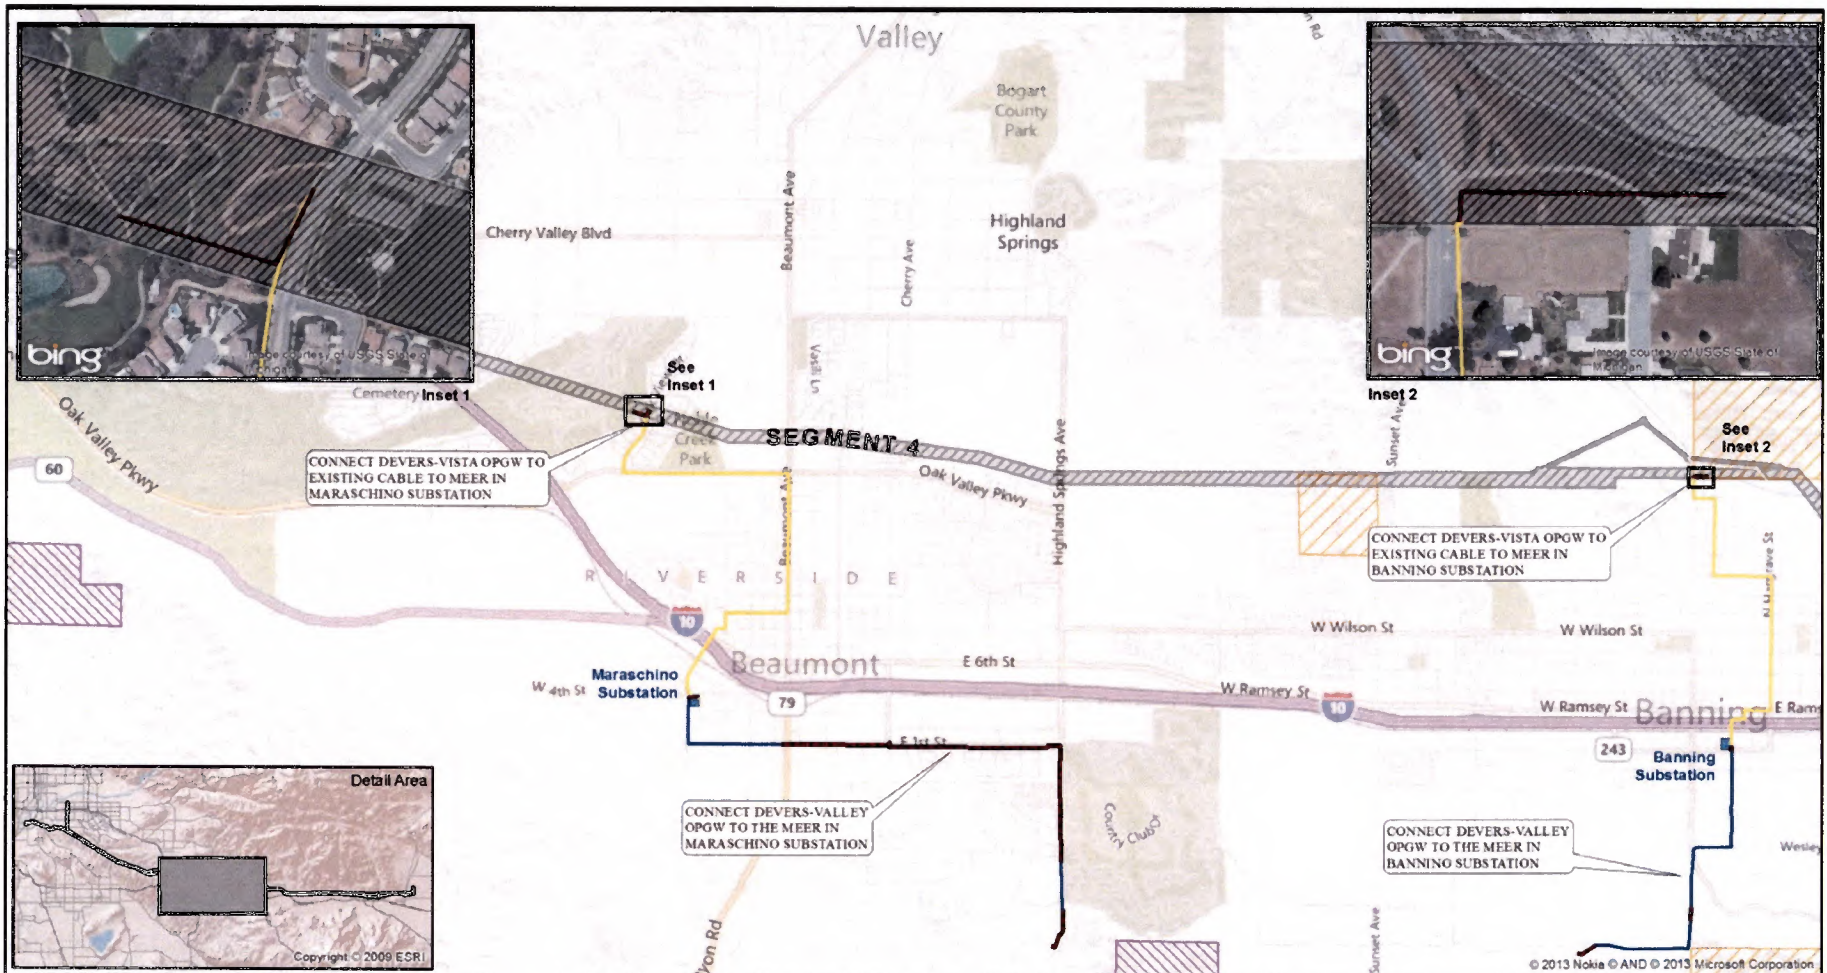 Valley
Bogart
County
Park
Beaumont Ave
Cherry Valley Blvd
Highland
Springs
Cherry Ave
bing
Image courtesy of USGS State of
Michigan
Inset 1
Cemetery
See
Inset 1
bing
Image courtesy of USGS State of
Michigan
Inset 2
Sunset Ave
See
Inset 2
Oak Valley Pkwy
60
Creek
Park
SEGMENT 4
Oak Valley Pkwy
Highland Springs Ave
Beaumont Ave
CONNECT DEVERS-VISTA OPGW TO
EXISTING CABLE TO MEER IN
MARASCHINO SUBSTATION
CONNECT DEVERS-VISTA OPGW TO
EXISTING CABLE TO MEER IN
BANNING SUBSTATION
RIVERSIDE
10
W Wilson St
W Wilson St
Beaumont
E 6th St
Maraschino
Substation
W 4th St
79
W Ramsey St
10
W Ramsey St
Banning
E Rams
E 1st St
243
Banning
Substation
Detail Area
Copyright © 2009 ESRI
CONNECT DEVERS-VALLEY
OPGW TO THE MEER IN
MARASCHINO SUBSTATION
Country Club Dr
CONNECT DEVERS-VALLEY
OPGW TO THE MEER IN
BANNING SUBSTATION
Wesley
yon Rd
Sunset Ave
© 2013 Nokia © AND © 2013 Microsoft Corporation